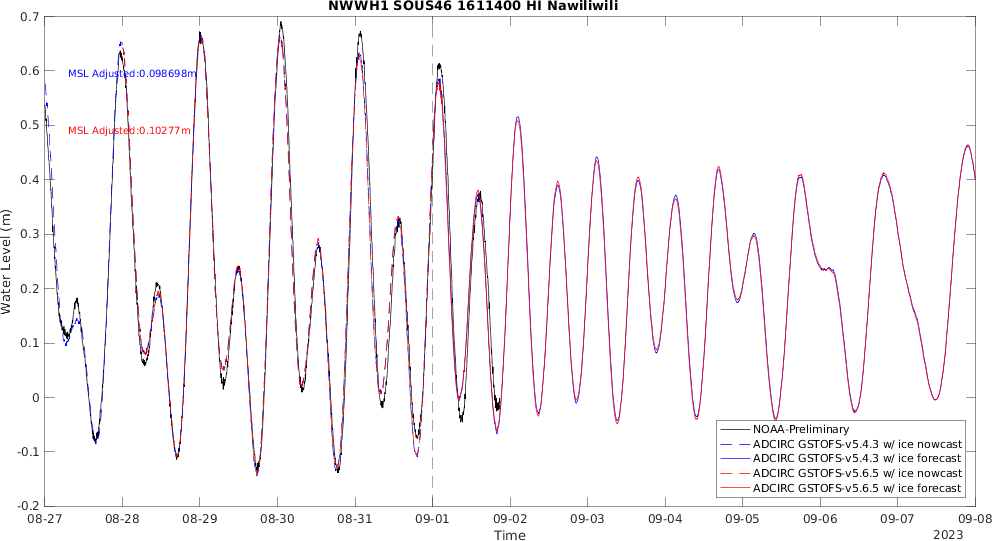 NWWH1 SOUS46 1611400 HI Nawiliwili
0.7
0.6
0.5
0.4
0.3
0.2
0.1
0
-0.1
-0.2
Water Level (m)
MSL Adjusted:0.098698m
MSL Adjusted:0.10277m
NOAA-Preliminary
ADCIRC GSTOFS-v5.4.3 w/ ice nowcast
ADCIRC GSTOFS-v5.4.3 w/ ice forecast
ADCIRC GSTOFS-v5.6.5 w/ ice nowcast
ADCIRC GSTOFS-v5.6.5 w/ ice forecast
08-27 08-28 08-29 08-30 08-31 09-01 09-02 09-03 09-04 09-05 09-06 09-07 09-08
Time
2023